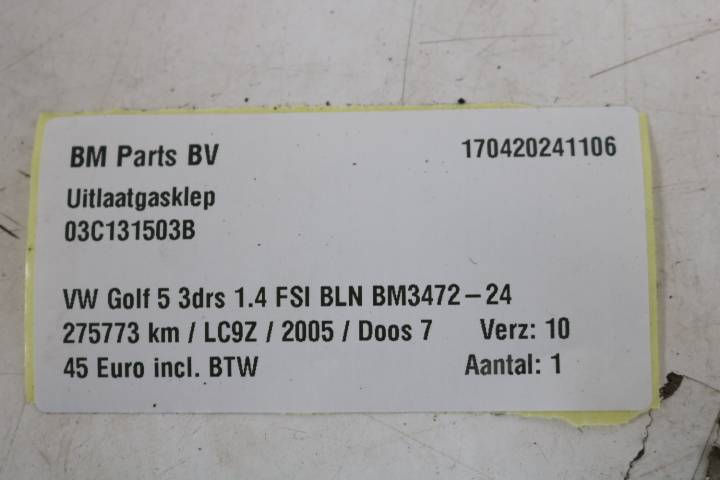 BM Parts BV 170420241106
Uitlaatgasklep
03C131503B
VW Golf 5 3drs 1.4 FSI BLN BM3472-24
275773 km / LC9Z / 2005 / Doos 7 Verz: 10
45 Euro incl. BTW Aantal: 1